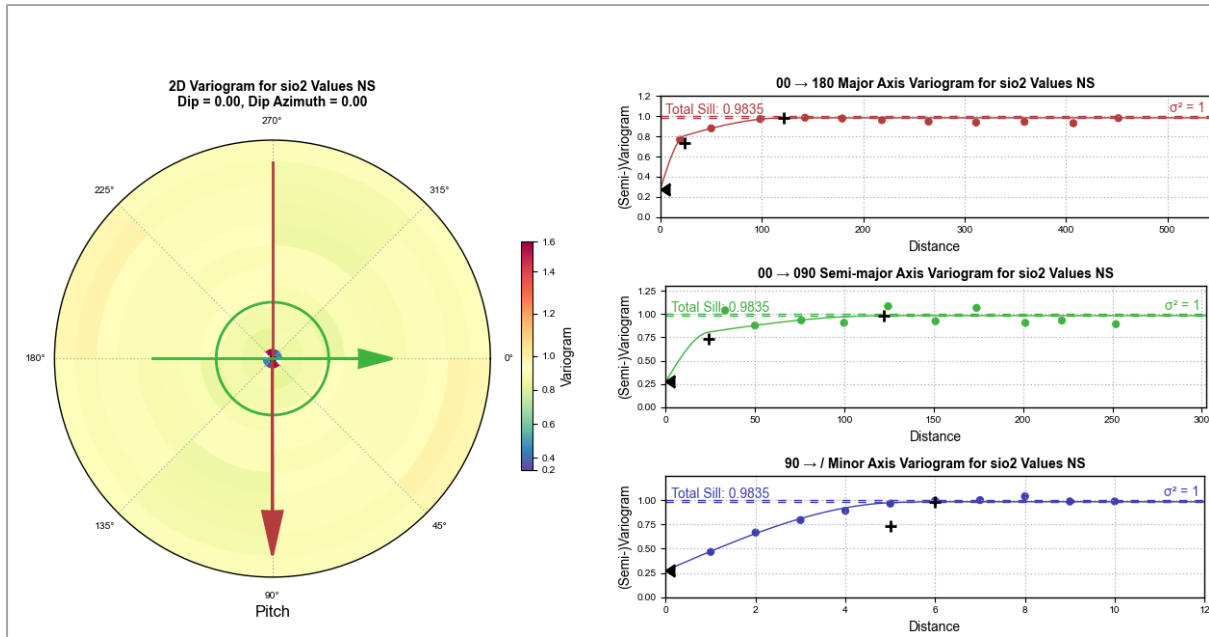 2D Variogram for sio2 Values NS
Dip = 0.00, Dip Azimuth = 0.00
270°
225°
315°
180°
0°
135°
45°
90°
Pitch
1.6
1.4
1.2
1.0
0.8
0.6
0.4
0.2
Variogram
00 → 180 Major Axis Variogram for sio2 Values NS
Total Sill: 0.9835
σ² = 1
1.2
1.0
0.8
0.6
0.4
0.2
0.0
(Semi-)Variogram
0 100 200 300 400 500
Distance
00 → 090 Semi-major Axis Variogram for sio2 Values NS
Total Sill: 0.9835
σ² = 1
1.25
1.00
0.75
0.50
0.25
0.00
(Semi-)Variogram
0 50 100 150 200 250 300
Distance
90 → / Minor Axis Variogram for sio2 Values NS
Total Sill: 0.9835
σ² = 1
1.00
0.75
0.50
0.25
0.00
(Semi-)Variogram
0 2 4 6 8 10 12
Distance